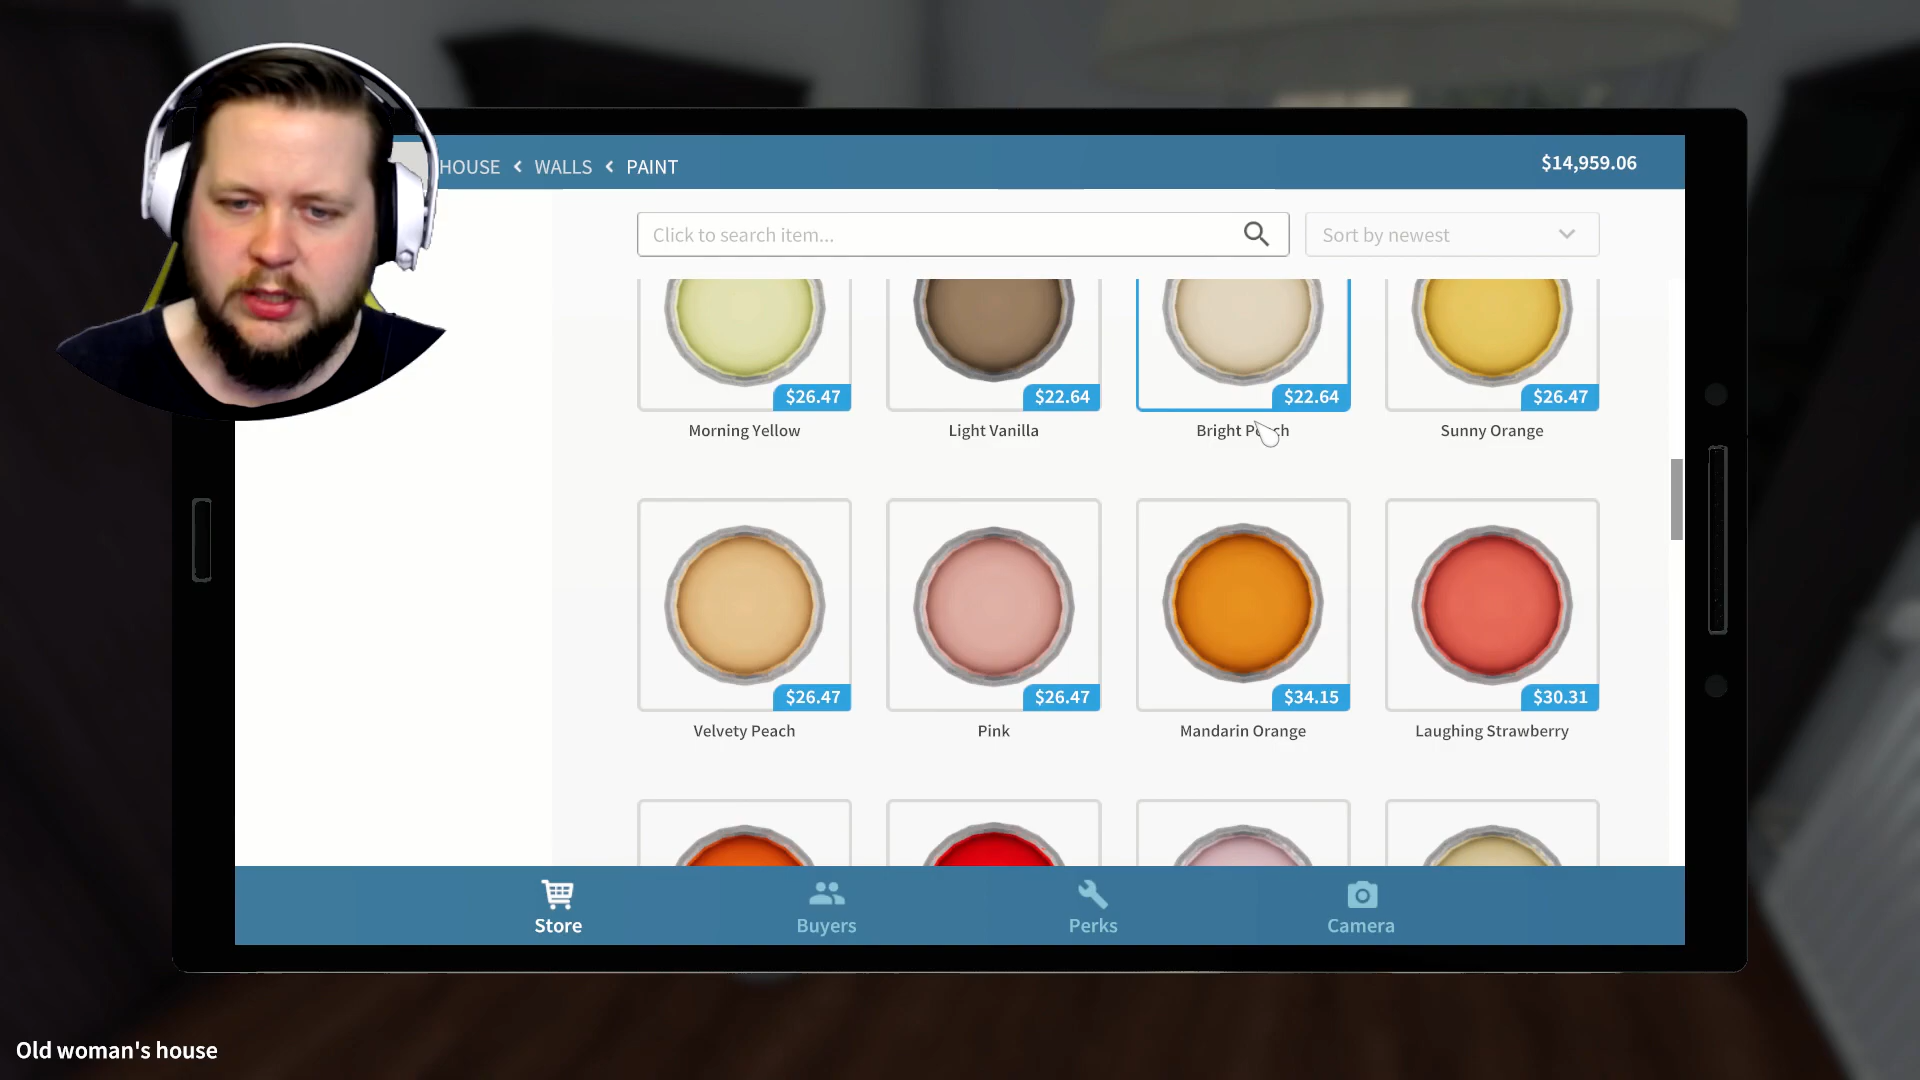 HOUSE < WALLS < PAINT
$14,959.06
Click to search item...
Sort by newest
$26.47
$22.64
$22.64
$26.47
Morning Yellow
Light Vanilla
Bright Peach
Sunny Orange
$26.47
$26.47
$34.15
$30.31
Velvety Peach
Pink
Mandarin Orange
Laughing Strawberry
Store
Buyers
Perks
Camera
Old woman's house